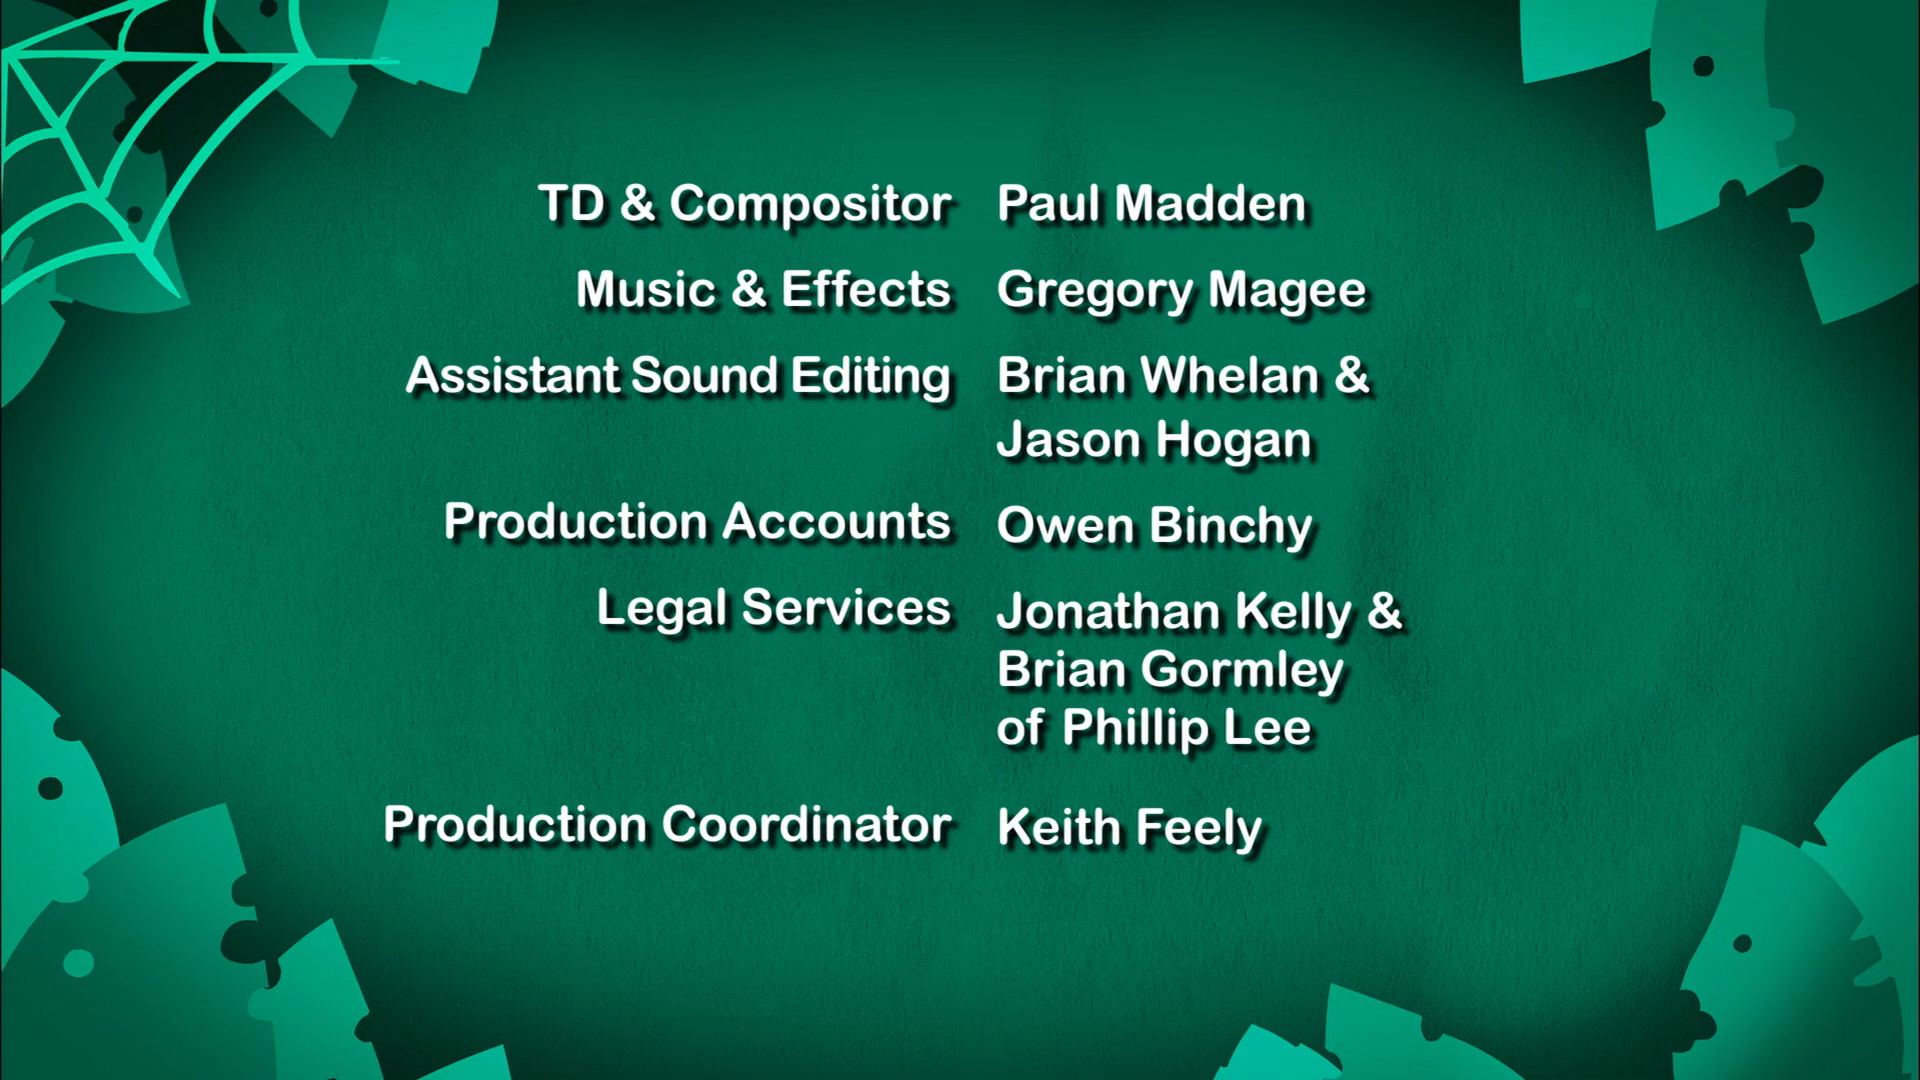 TD & Compositor Paul Madden
Music & Effects Gregory Magee
Assistant Sound Editing Brian Whelan &
Jason Hogan
Production Accounts Owen Binchy
Legal Services Jonathan Kelly &
Brian Gormley
of Phillip Lee
Production Coordinator Keith Feely